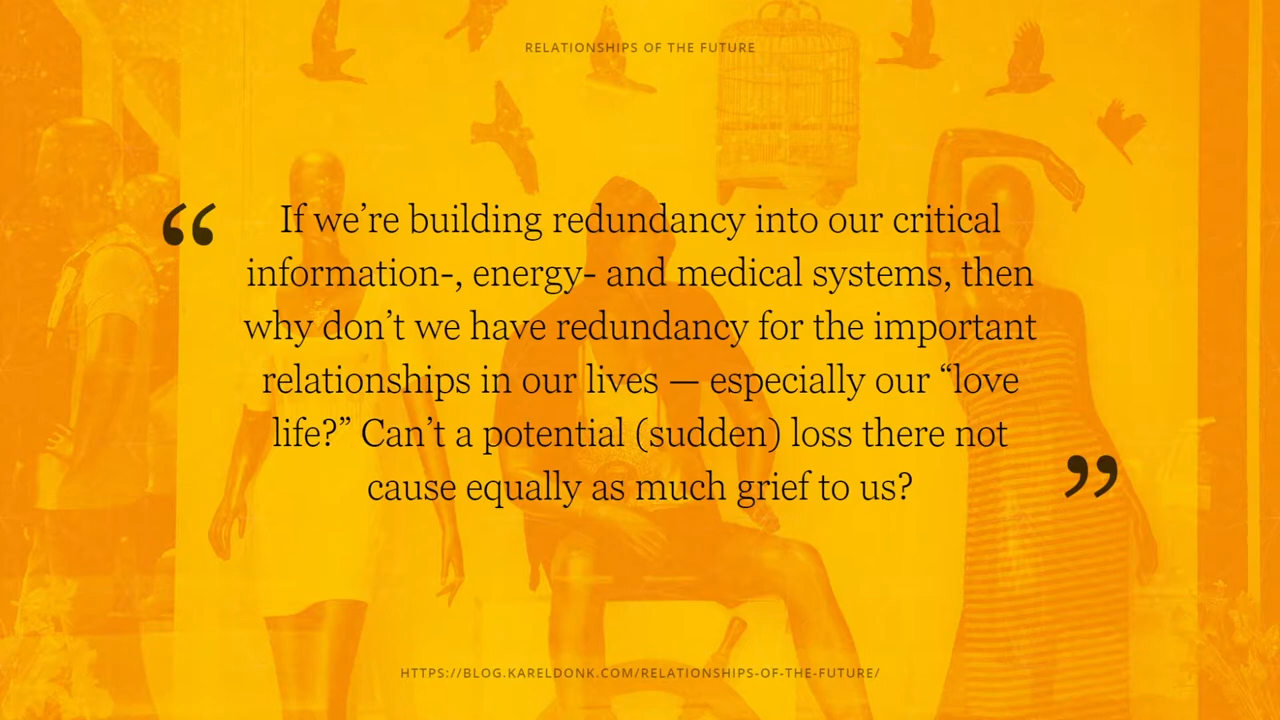 RELATIONSHIPS OF THE FUTURE
“
If we’re building redundancy into our critical
information-, energy- and medical systems, then
why don’t we have redundancy for the important
relationships in our lives — especially our “love
life?” Can’t a potential (sudden) loss there not
cause equally as much grief to us?
”
HTTPS://BLOG.KARELDONK.COM/RELATIONSHIPS-OF-THE-FUTURE/